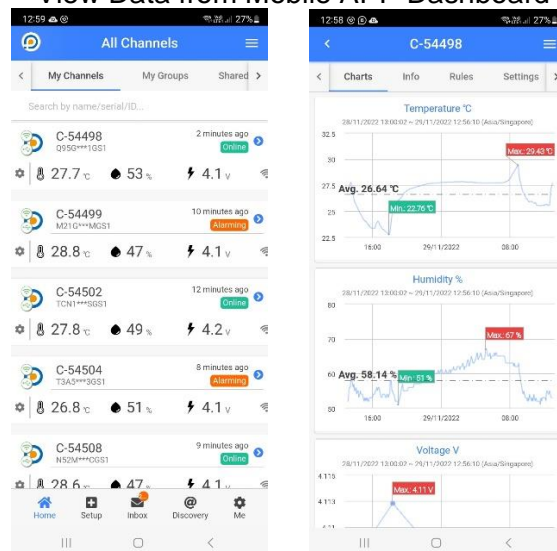 View Data from Mobile APP Dashboard
12:59 27%
All Channels
My Channels My Groups Shared
Search by name/serial/ID...
C-54498 2 minutes ago
Q95G***1GS1 Online
27.7 °C 53 % 4.1 V
C-54499 10 minutes ago
M21G***MGS1 Alarming
28.8 °C 47 % 4.1 V
C-54502 12 minutes ago
TCN1***SGS1 Online
27.8 °C 49 % 4.2 V
C-54504 8 minutes ago
T3A5***3GS1 Alarming
26.8 °C 51 % 4.1 V
C-54508 9 minutes ago
N52M***CGS1 Online
28.6 °C 47 % 4.1 V
Home Setup Inbox Discovery Me
12:58 27%
C-54498
Charts Info Rules Settings
Temperature °C
28/11/2022 13:00:02 ~ 29/11/2022 12:56:10 (Asia/Singapore)
32.5
Max.: 29.43 °C
30
27.5
Avg. 26.64 °C
Min.: 22.76 °C
25
22.5
16:00 29/11/2022 08:00
Humidity %
28/11/2022 13:00:02 ~ 29/11/2022 12:56:10 (Asia/Singapore)
80
Max.: 67 %
70
60 Avg. 58.14 % Min.: 51 %
50
16:00 29/11/2022 08:00
Voltage V
28/11/2022 13:00:02 ~ 29/11/2022 12:56:10 (Asia/Singapore)
4.115
Max.: 4.11 V
4.113
4.11